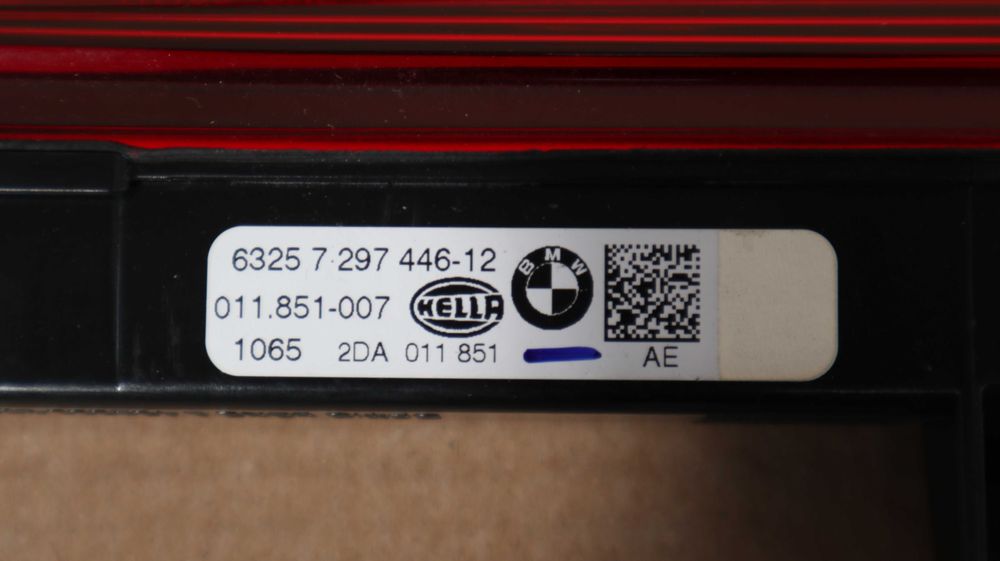 6325 7 297 446-12
BMW
011.851-007
HELLA
1065 2DA 011 851
AE